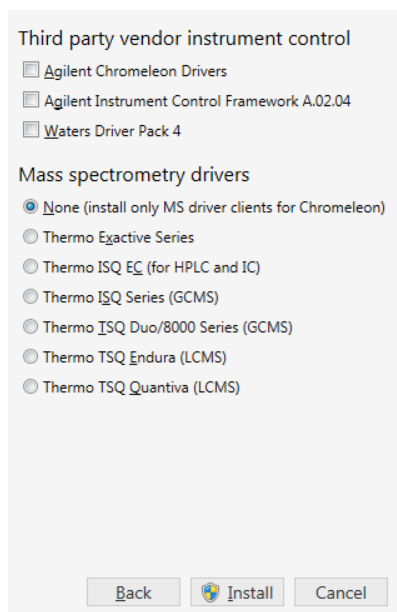 Third party vendor instrument control
Agilent Chromeleon Drivers
Agilent Instrument Control Framework A.02.04
Waters Driver Pack 4
Mass spectrometry drivers
None (install only MS driver clients for Chromeleon)
Thermo Exactive Series
Thermo ISQ EC (for HPLC and IC)
Thermo ISQ Series (GCMS)
Thermo TSQ Duo/8000 Series (GCMS)
Thermo TSQ Endura (LCMS)
Thermo TSQ Quantiva (LCMS)
Back Install Cancel